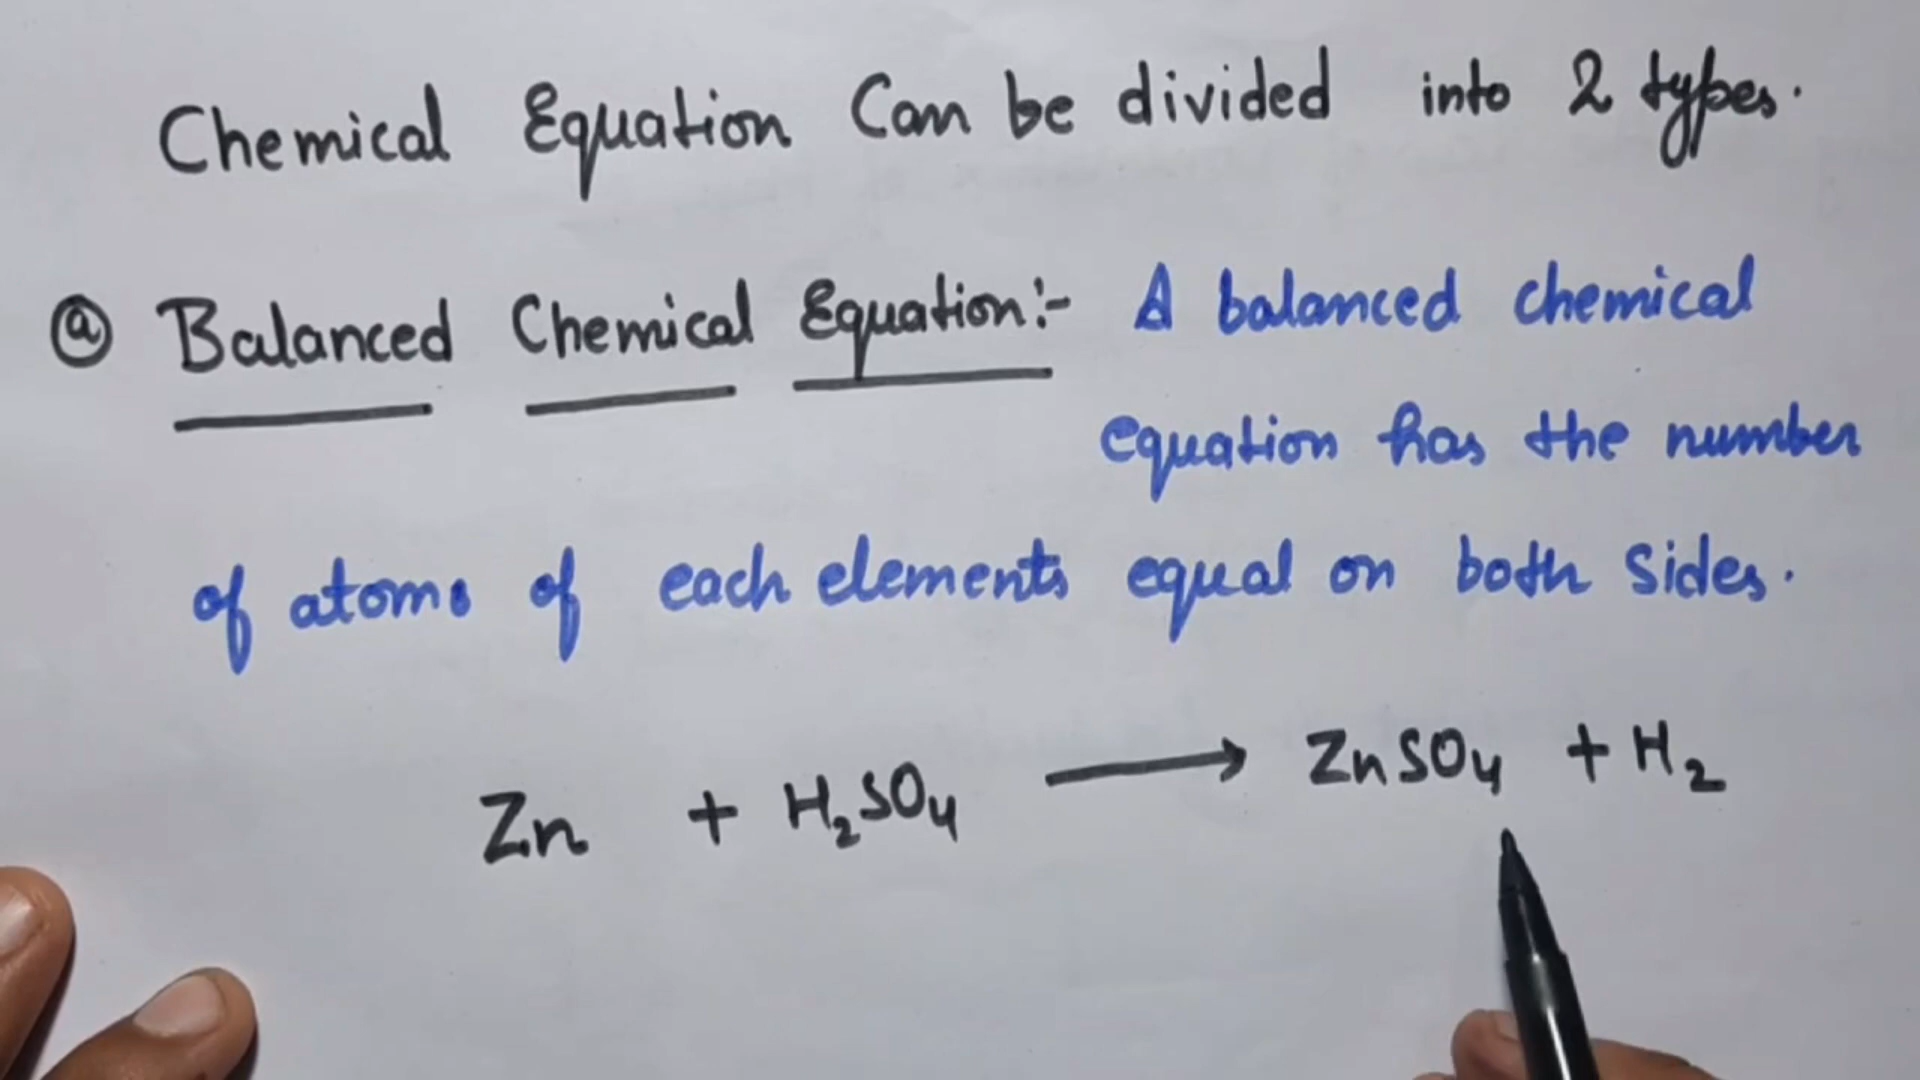 Chemical Equation Can be divided into 2 types.
ⓐ Balanced Chemical Equation:- A balanced chemical
equation has the number
of atoms of each elements equal on both sides.
Zn + H₂SO₄ ⟶ ZnSO₄ + H₂